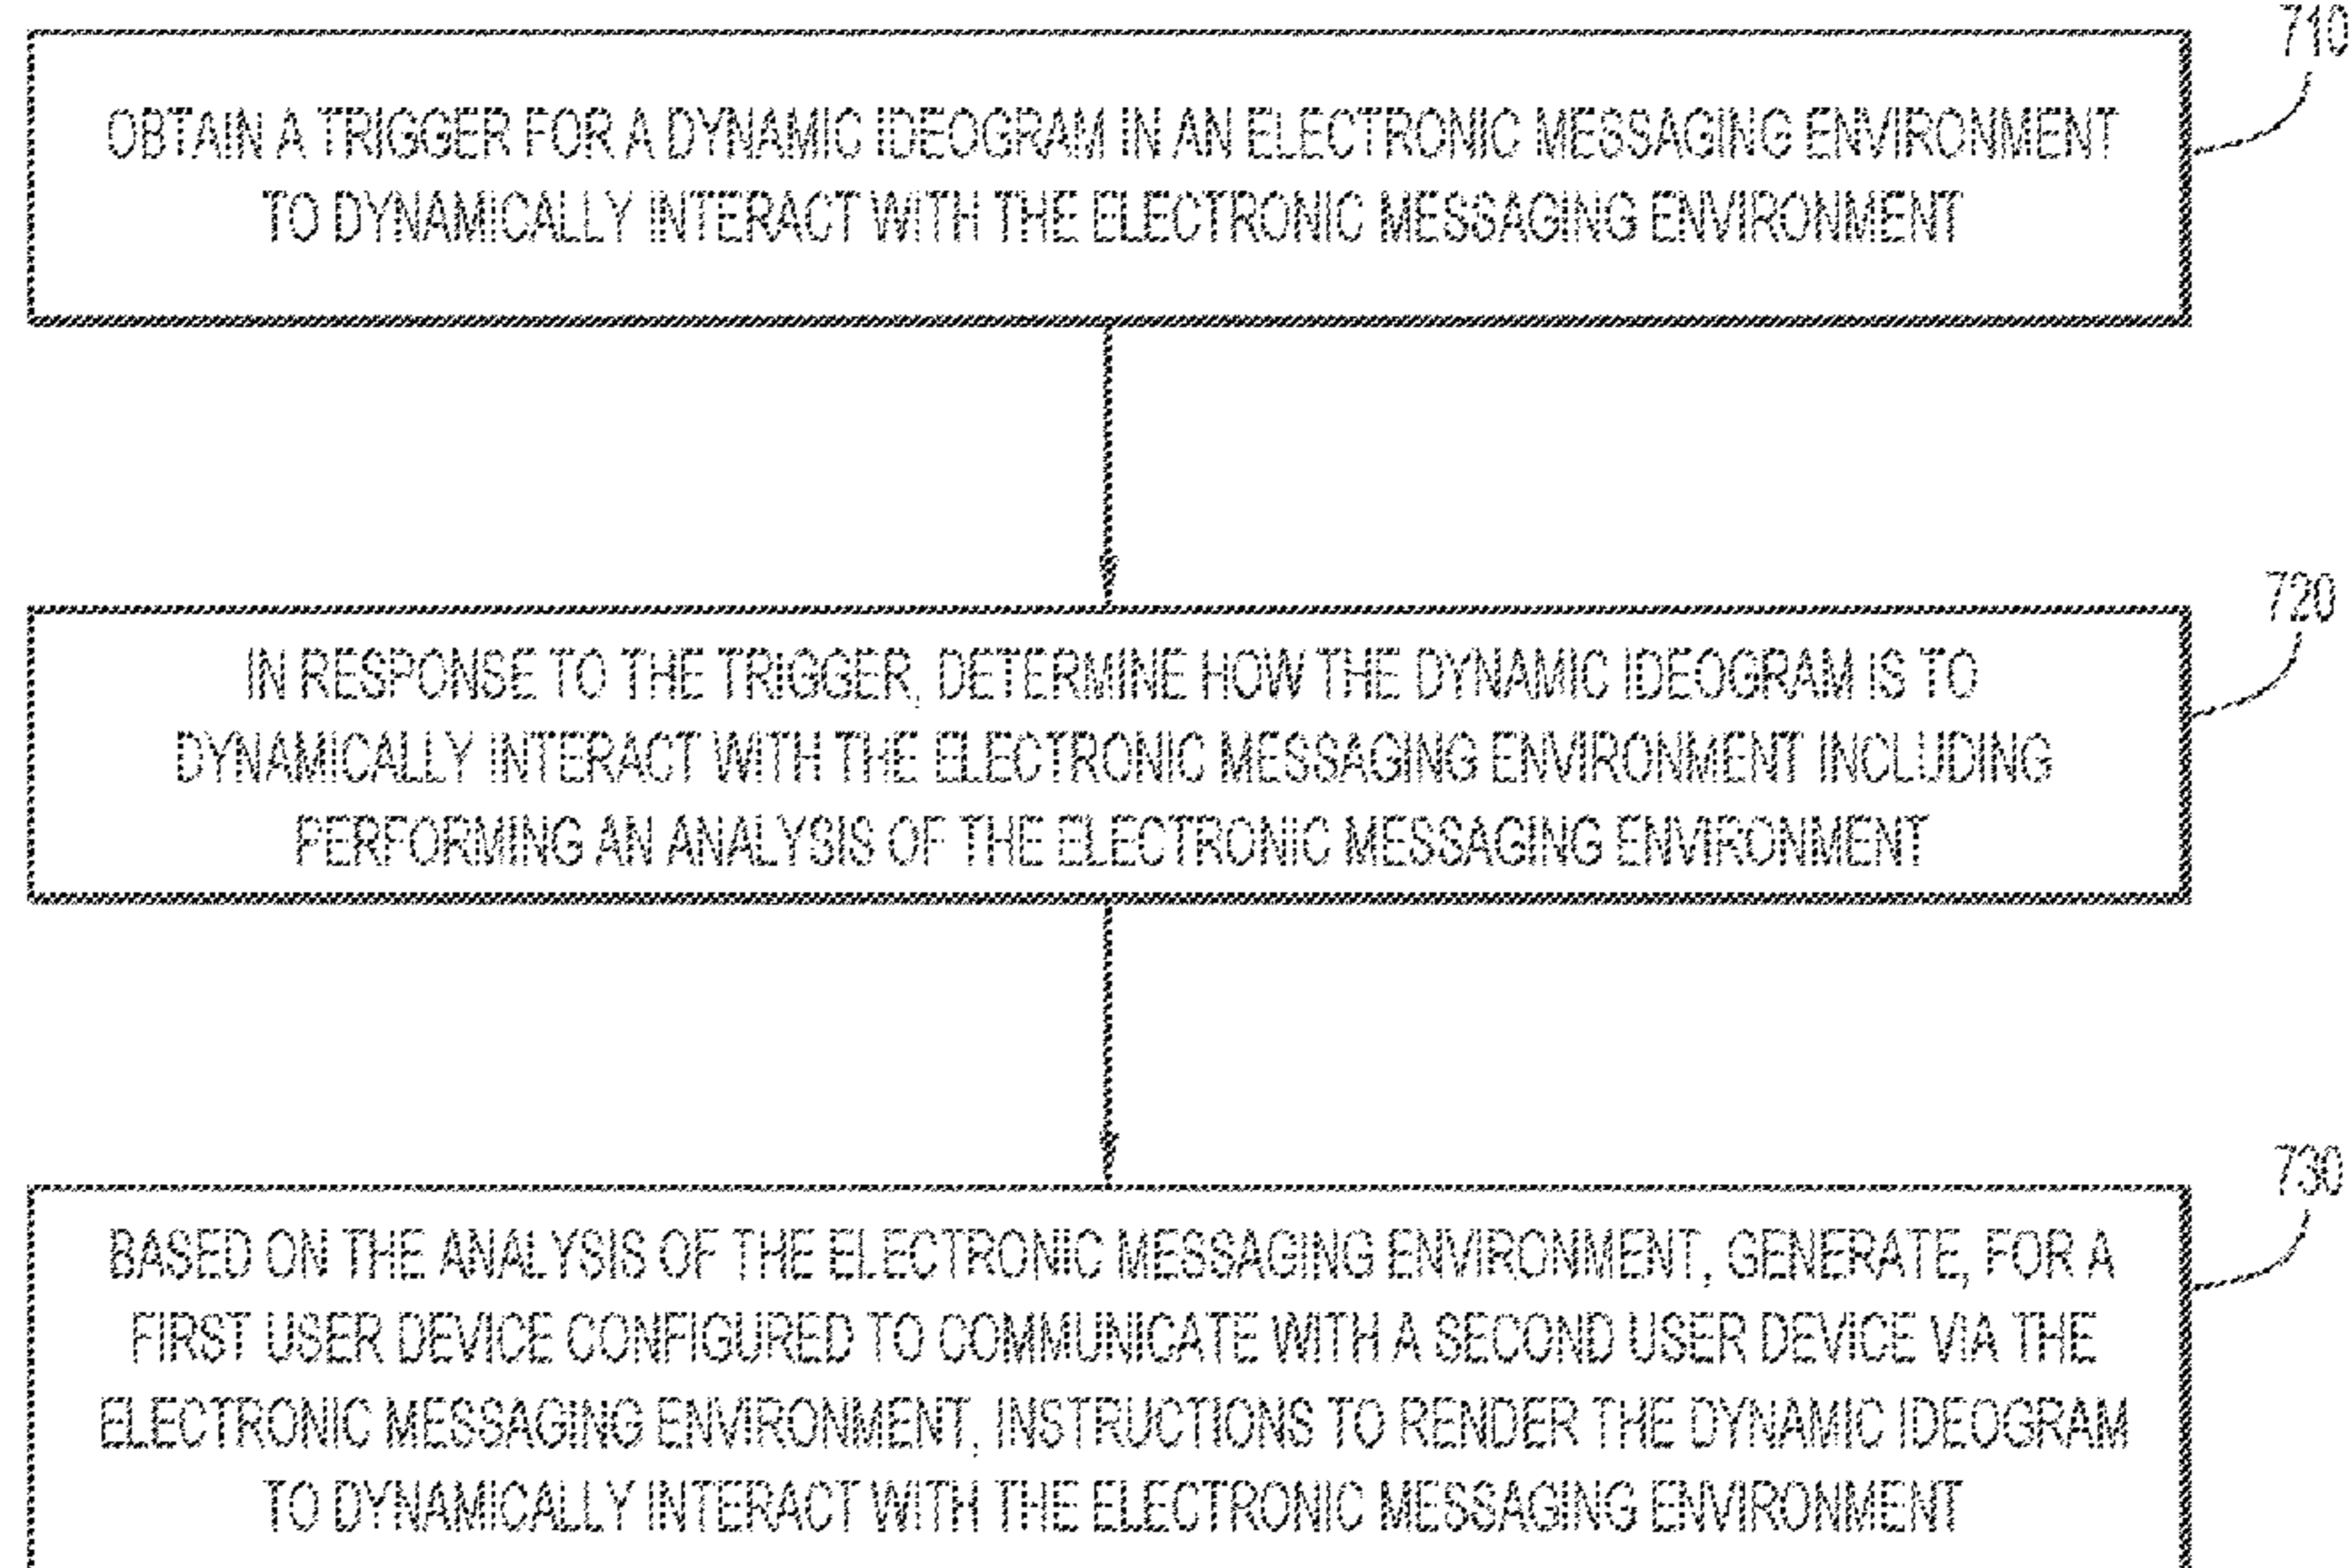 710
OBTAIN A TRIGGER FOR A DYNAMIC IDEOGRAM IN AN ELECTRONIC MESSAGING ENVIRONMENT
TO DYNAMICALLY INTERACT WITH THE ELECTRONIC MESSAGING ENVIRONMENT
720
IN RESPONSE TO THE TRIGGER, DETERMINE HOW THE DYNAMIC IDEOGRAM IS TO
DYNAMICALLY INTERACT WITH THE ELECTRONIC MESSAGING ENVIRONMENT INCLUDING
PERFORMING AN ANALYSIS OF THE ELECTRONIC MESSAGING ENVIRONMENT
730
BASED ON THE ANALYSIS OF THE ELECTRONIC MESSAGING ENVIRONMENT, GENERATE, FOR A
FIRST USER DEVICE CONFIGURED TO COMMUNICATE WITH A SECOND USER DEVICE VIA THE
ELECTRONIC MESSAGING ENVIRONMENT, INSTRUCTIONS TO RENDER THE DYNAMIC IDEOGRAM
TO DYNAMICALLY INTERACT WITH THE ELECTRONIC MESSAGING ENVIRONMENT